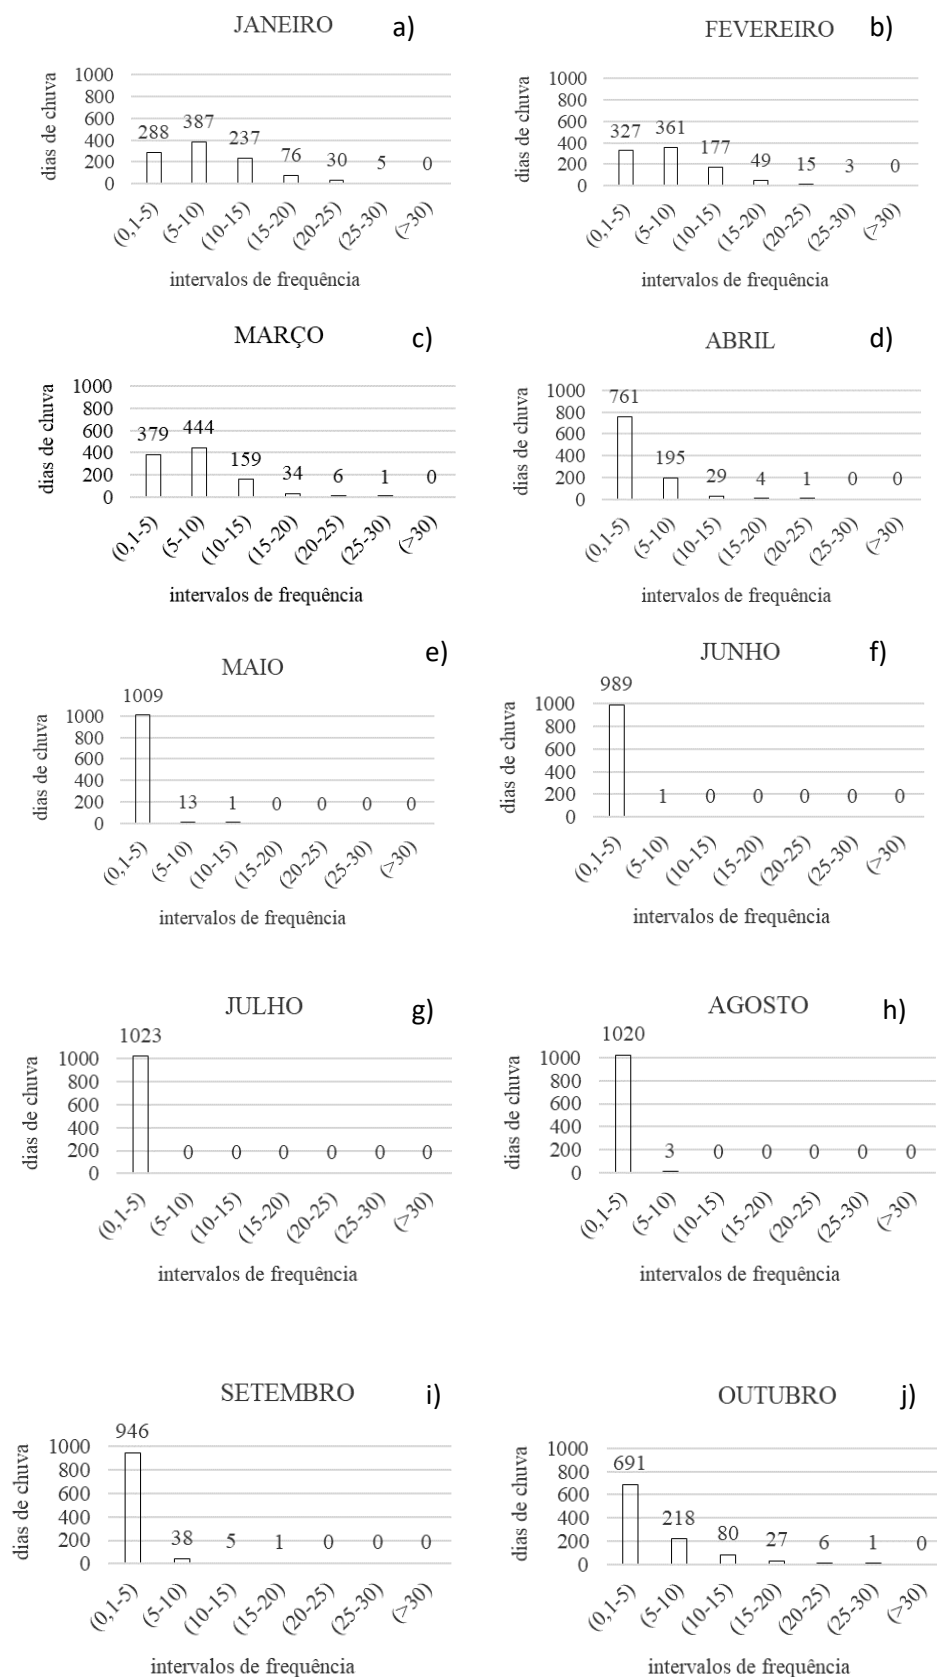 JANEIRO a)
dias de chuva
1000
800
600
400
200
0
288 387 237 76 30 5 0
(0,1-5) (5-10) (10-15) (15-20) (20-25) (25-30) (>30)
intervalos de frequência
FEVEREIRO b)
dias de chuva
1000
800
600
400
200
0
327 361 177 49 15 3 0
(0,1-5) (5-10) (10-15) (15-20) (20-25) (25-30) (>30)
intervalos de frequência
MARÇO c)
dias de chuva
1000
800
600
400
200
0
379 444 159 34 6 1 0
(0,1-5) (5-10) (10-15) (15-20) (20-25) (25-30) (>30)
intervalos de frequência
ABRIL d)
dias de chuva
1000
800
600
400
200
0
761 195 29 4 1 0 0
(0,1-5) (5-10) (10-15) (15-20) (20-25) (25-30) (>30)
intervalos de frequência
MAIO e)
dias de chuva
1000
800
600
400
200
0
1009 13 1 0 0 0 0
(0,1-5) (5-10) (10-15) (15-20) (20-25) (25-30) (>30)
intervalos de frequência
JUNHO f)
dias de chuva
1000
800
600
400
200
0
989 1 0 0 0 0 0
(0,1-5) (5-10) (10-15) (15-20) (20-25) (25-30) (>30)
intervalos de frequência
JULHO g)
dias de chuva
1000
800
600
400
200
0
1023 0 0 0 0 0 0
(0,1-5) (5-10) (10-15) (15-20) (20-25) (25-30) (>30)
intervalos de frequência
AGOSTO h)
dias de chuva
1000
800
600
400
200
0
1020 3 0 0 0 0 0
(0,1-5) (5-10) (10-15) (15-20) (20-25) (25-30) (>30)
intervalos de frequência
SETEMBRO i)
dias de chuva
1000
800
600
400
200
0
946 38 5 1 0 0 0
(0,1-5) (5-10) (10-15) (15-20) (20-25) (25-30) (>30)
intervalos de frequência
OUTUBRO j)
dias de chuva
1000
800
600
400
200
0
691 218 80 27 6 1 0
(0,1-5) (5-10) (10-15) (15-20) (20-25) (25-30) (>30)
intervalos de frequência